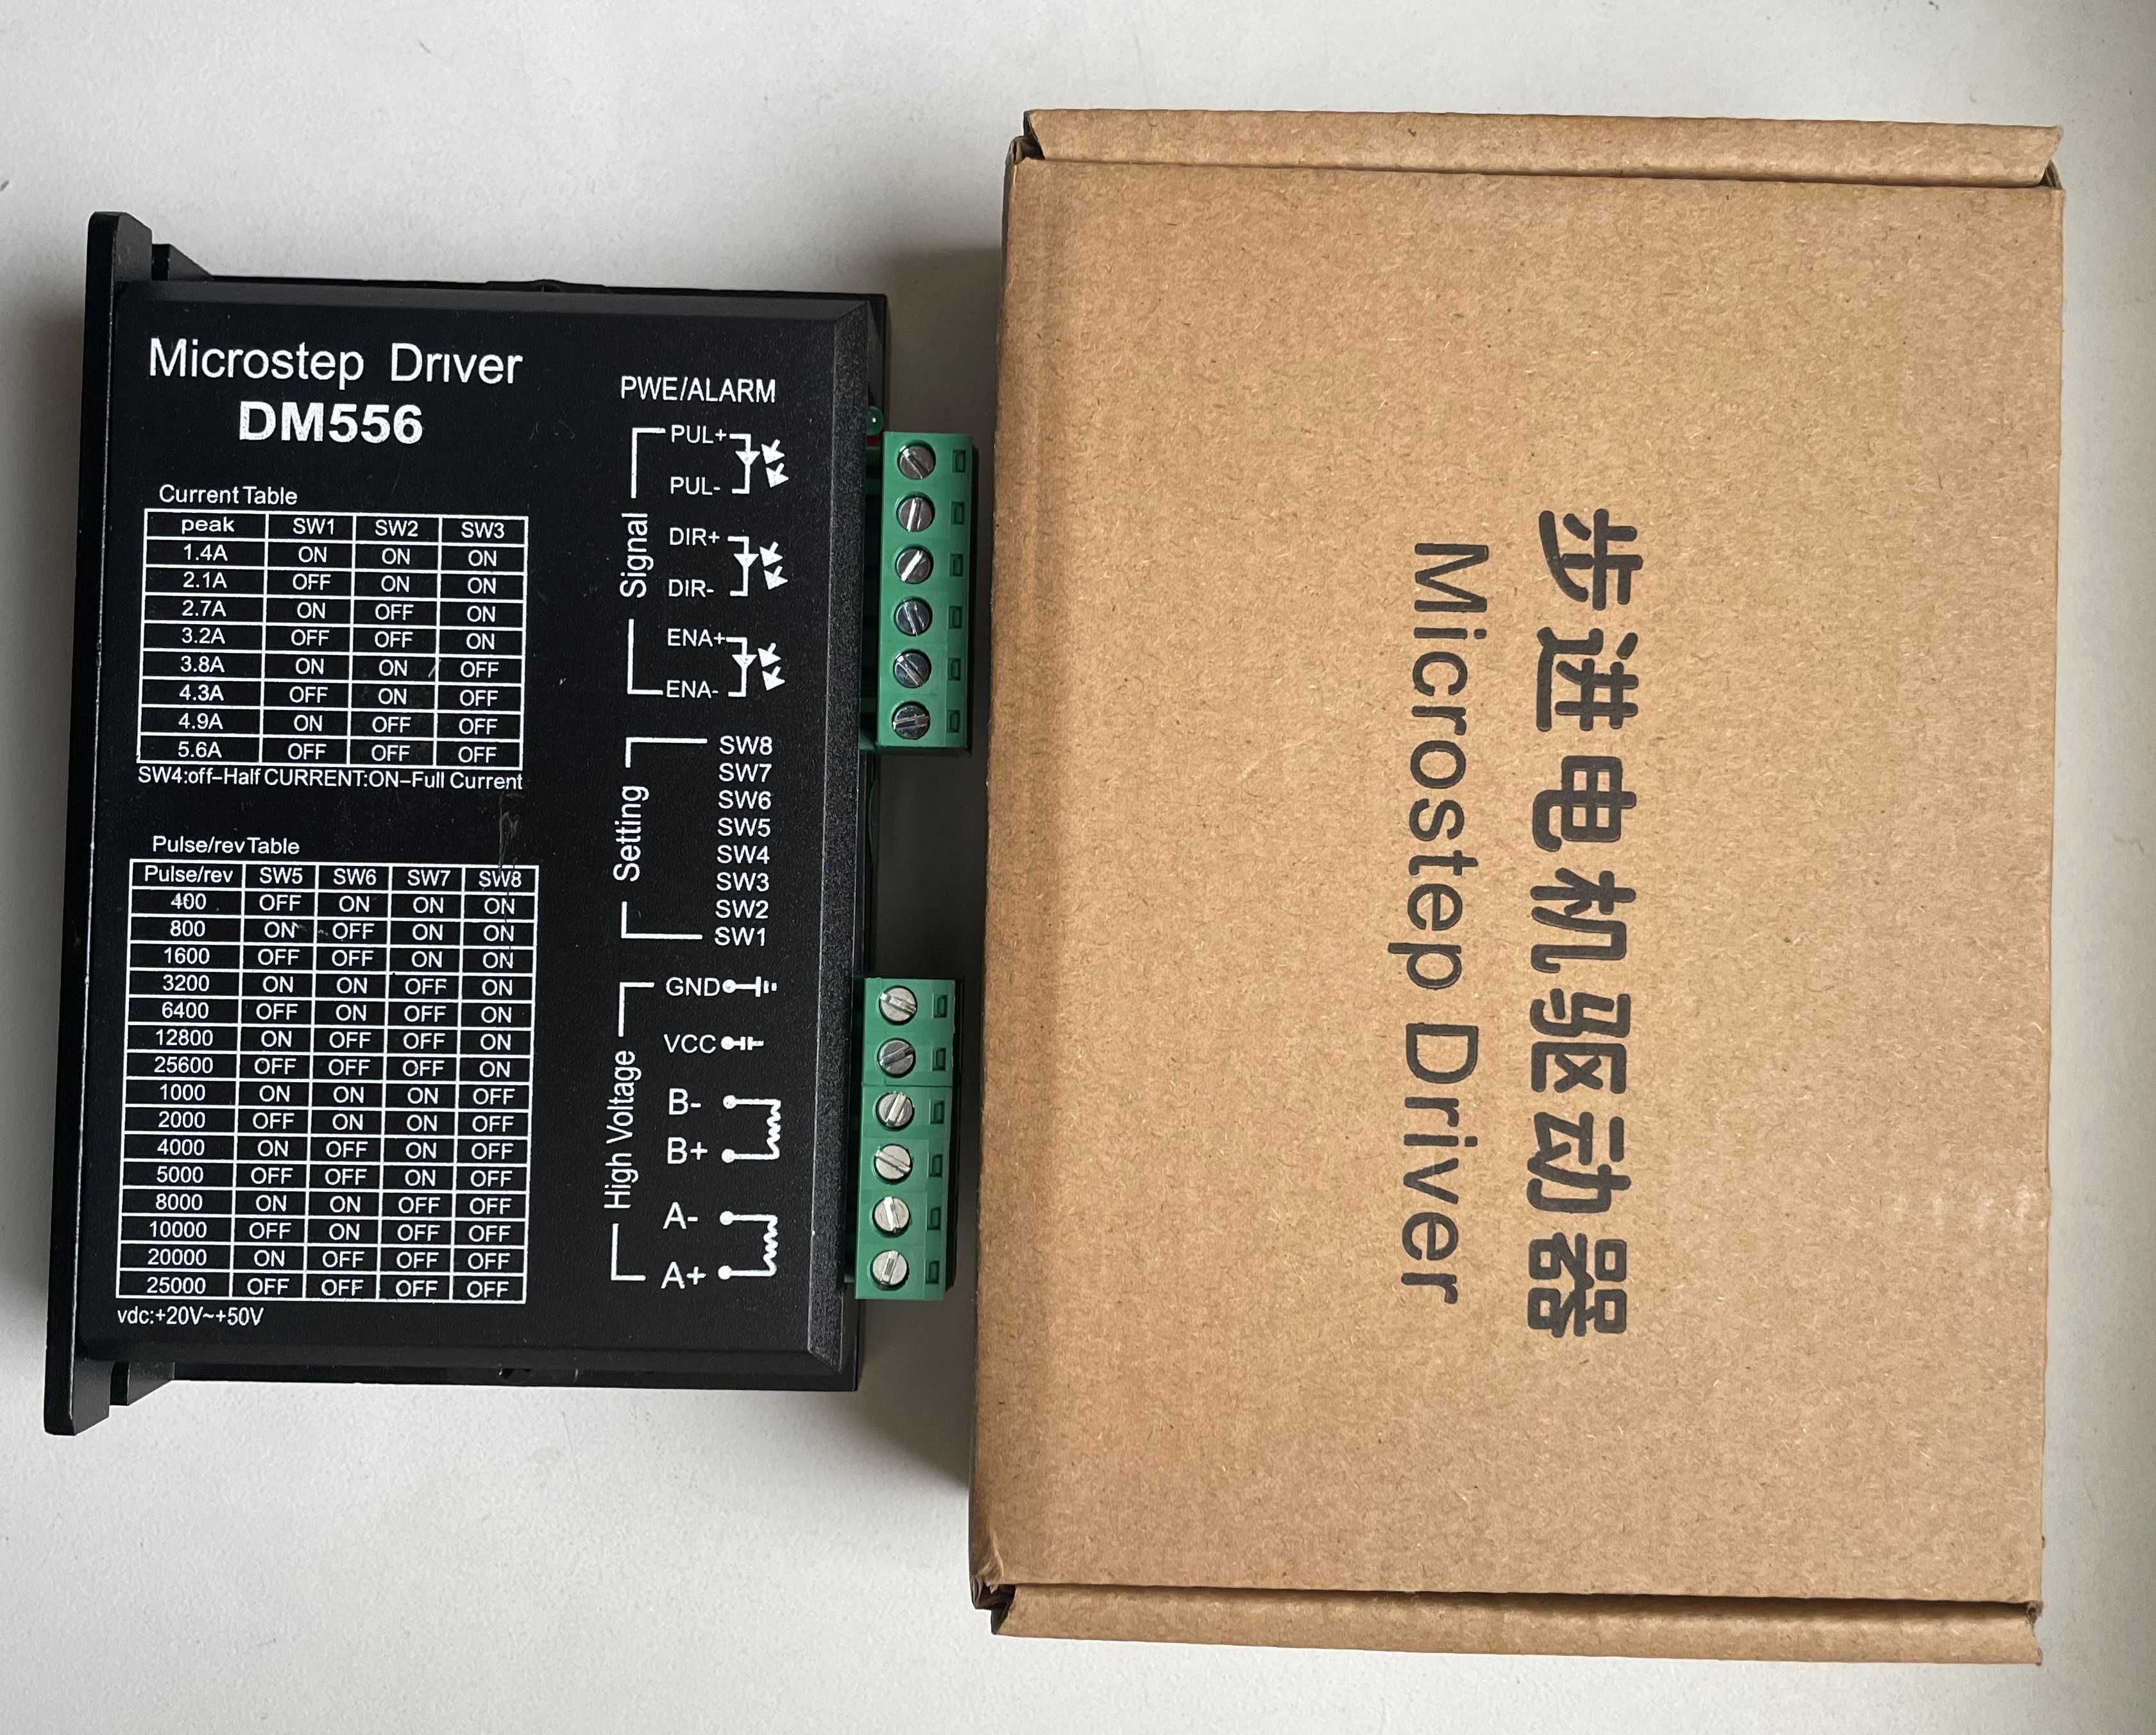 Microstep Driver
DM556
Current Table
peak SW1 SW2 SW3
1.4A ON ON ON
2.1A OFF ON ON
2.7A ON OFF ON
3.2A OFF OFF ON
3.8A ON ON OFF
4.3A OFF ON OFF
4.9A ON OFF OFF
5.6A OFF OFF OFF
SW4:off-Half CURRENT:ON-Full Current
Pulse/rev Table
Pulse/rev SW5 SW6 SW7 SW8
400 OFF ON ON ON
800 ON OFF ON ON
1600 OFF OFF ON ON
3200 ON ON OFF ON
6400 OFF ON OFF ON
12800 ON OFF OFF ON
25600 OFF OFF OFF ON
1000 ON ON ON OFF
2000 OFF ON ON OFF
4000 ON OFF ON OFF
5000 OFF OFF ON OFF
8000 ON ON OFF OFF
10000 OFF ON OFF OFF
20000 ON OFF OFF OFF
25000 OFF OFF OFF OFF
vdc:+20V~+50V
PWE/ALARM
Signal
PUL+
PUL-
DIR+
DIR-
ENA+
ENA-
Setting
SW8
SW7
SW6
SW5
SW4
SW3
SW2
SW1
High Voltage
GND
VCC
B-
B+
A-
A+
步进电机驱动器
Microstep Driver